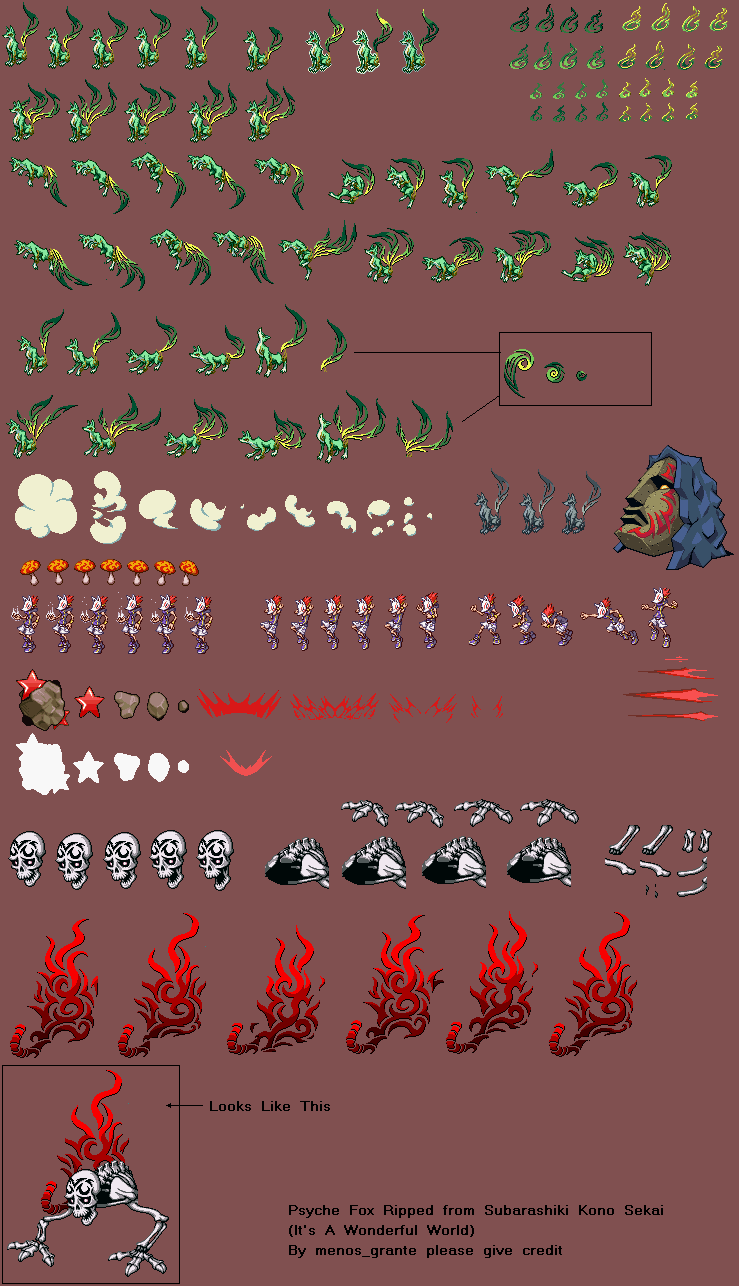 Looks Like This
Psyche Fox Ripped from Subarashiki Kono Sekai
(It's A Wonderful World)
By menos_grante please give credit